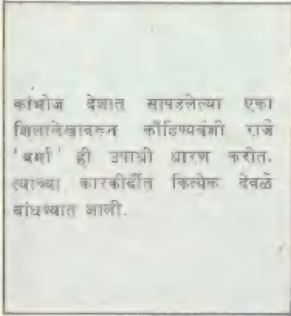 कांभोज देशात सापडलेल्या एका
शिलालेखावरून कौंडिण्यवंशी राजे
'वर्मा' ही उपाधी धारण करीत.
त्यांच्या कारकीर्दीत कित्येक देवळे
बांधण्यात आली.